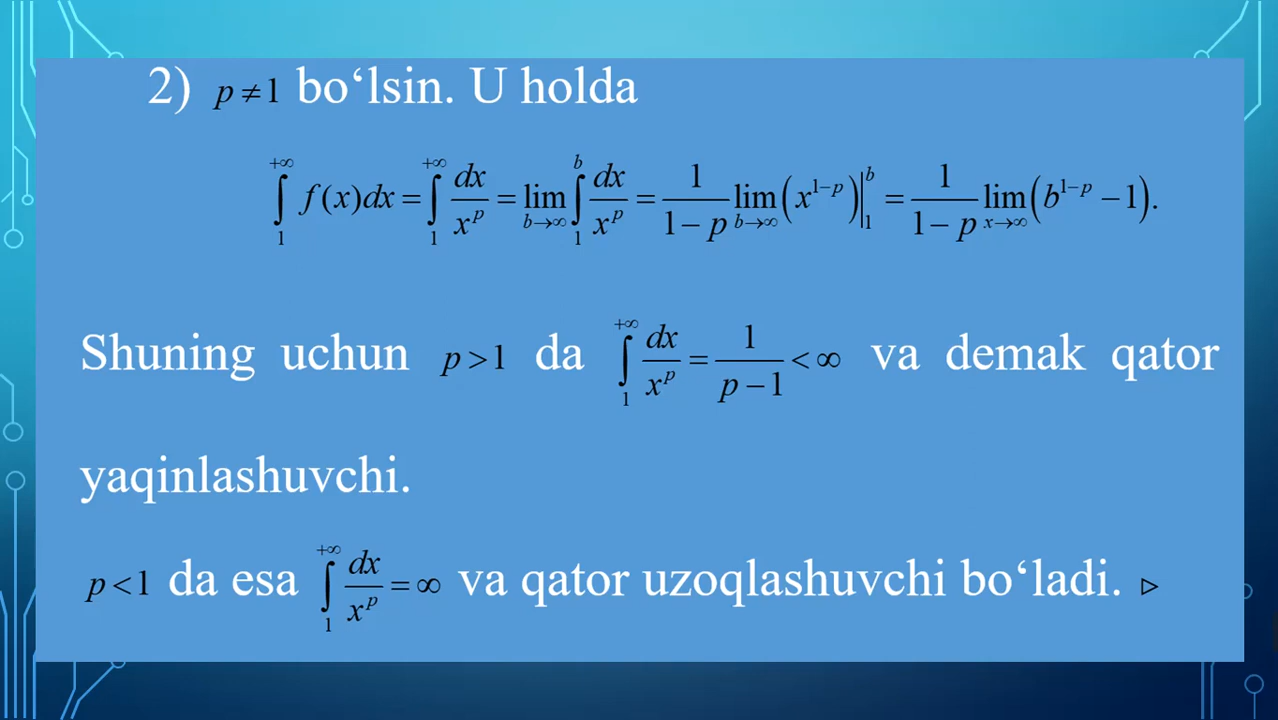 2) p ≠ 1 bo‘lsin. U holda
∫₁^{+∞} f(x)dx = ∫₁^{+∞} dx/x^p = lim_{b→∞} ∫₁^b dx/x^p = 1/(1−p) lim_{b→∞} (x^{1−p})|₁^b = 1/(1−p) lim_{x→∞} (b^{1−p} − 1).
Shuning uchun p > 1 da ∫₁^{+∞} dx/x^p = 1/(p−1) < ∞ va demak qator
yaqinlashuvchi.
p < 1 da esa ∫₁^{+∞} dx/x^p = ∞ va qator uzoqlashuvchi bo‘ladi. ▹